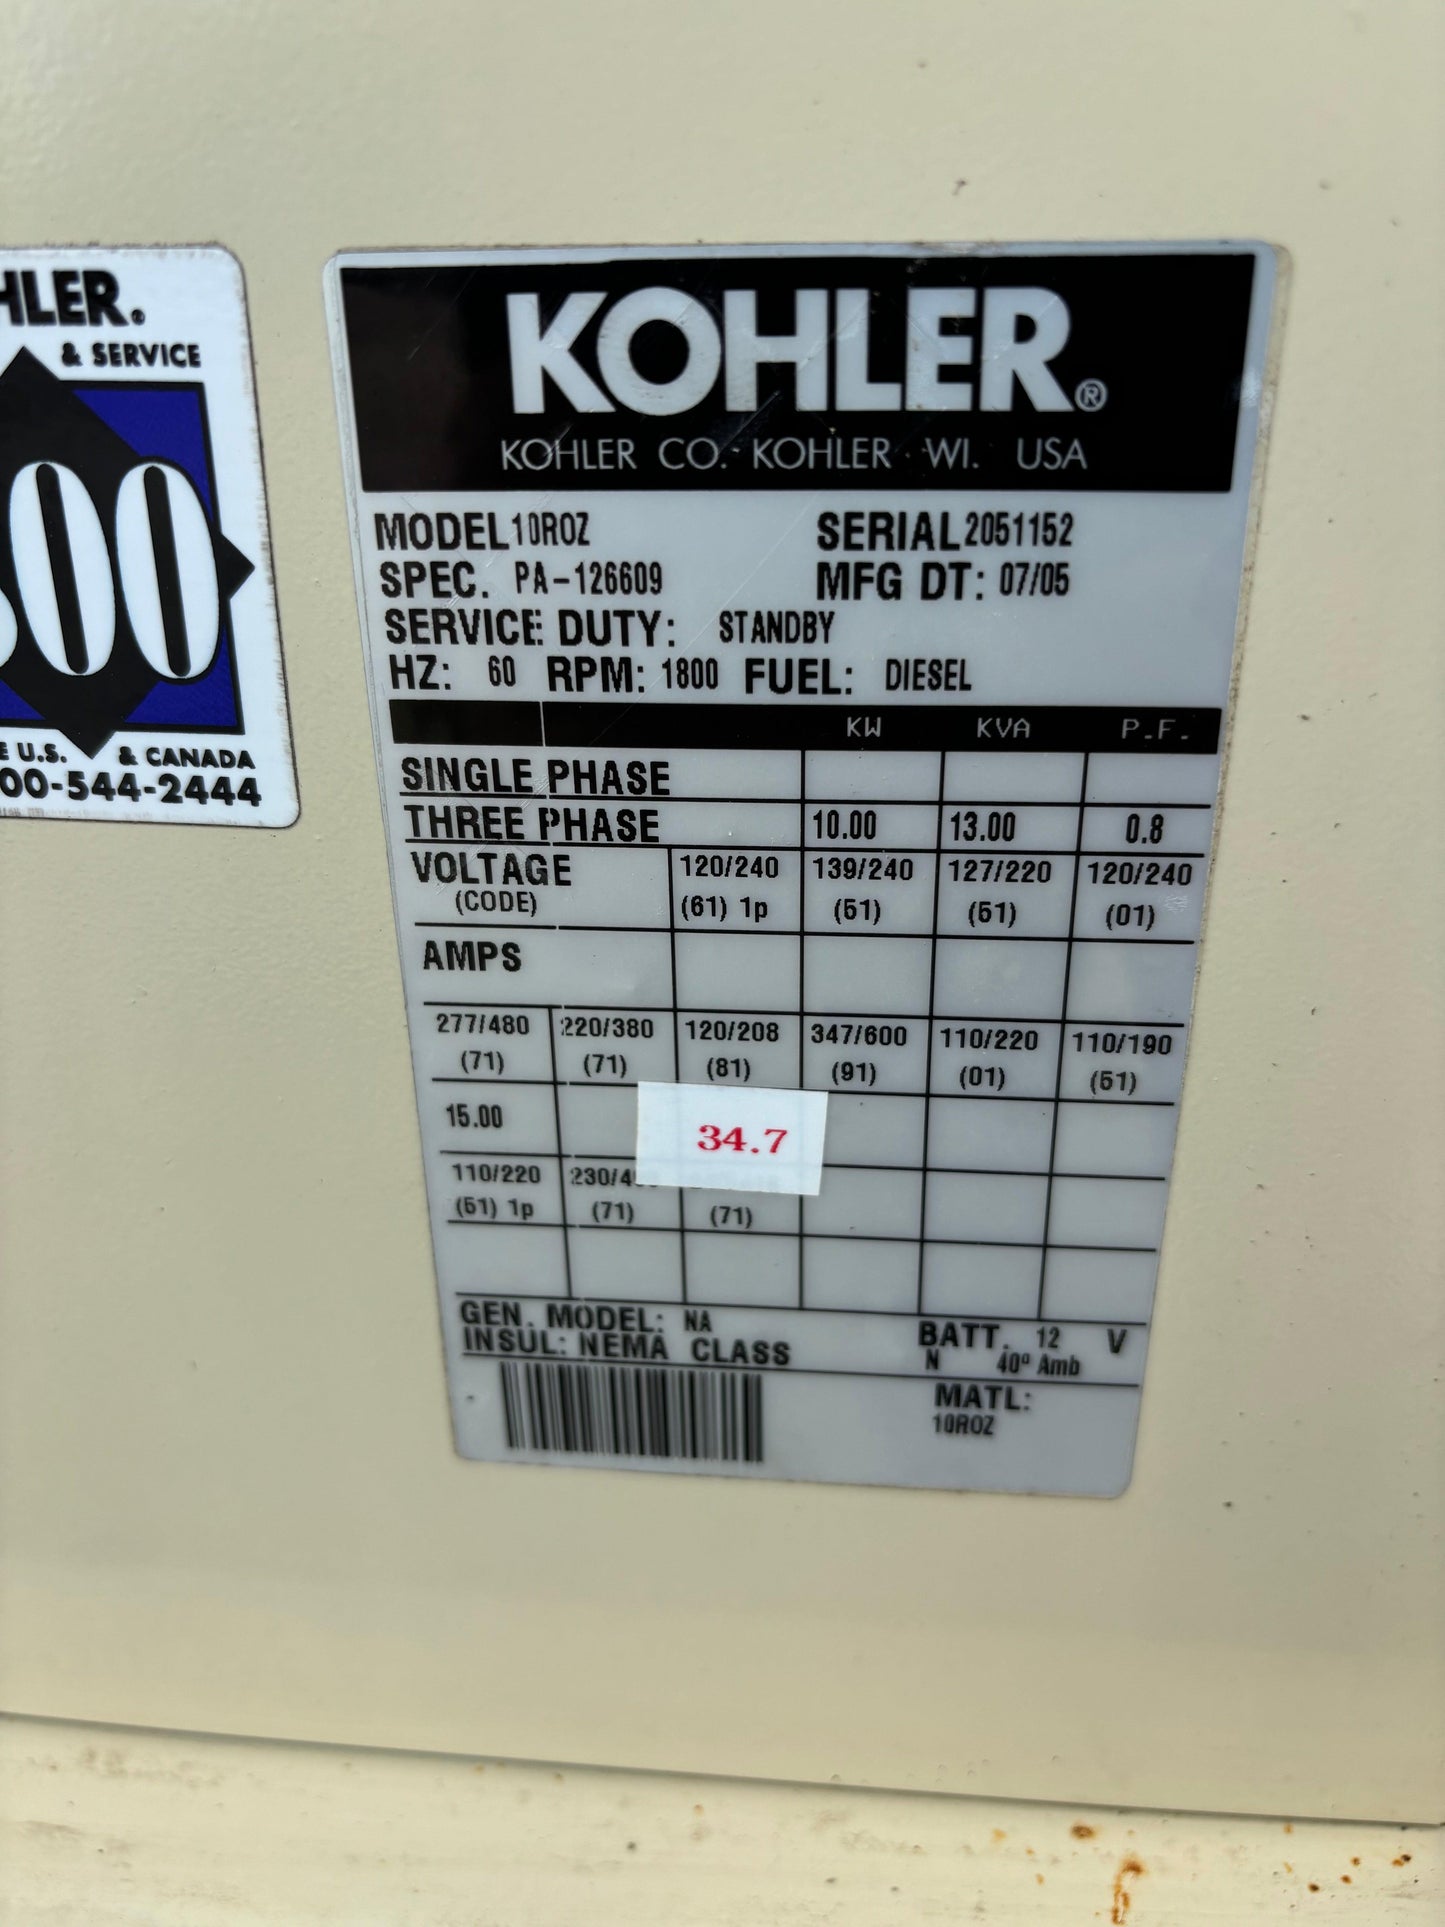 HLER.
& SERVICE
00
U.S. & CANADA
00-544-2444
KOHLER®
KOHLER CO. KOHLER WI. USA
MODEL 10ROZ SERIAL 2051152
SPEC. PA-126609 MFG DT: 07/05
SERVICE DUTY: STANDBY
HZ: 60 RPM: 1800 FUEL: DIESEL
KW KVA P.F.
SINGLE PHASE
THREE PHASE 10.00 13.00 0.8
VOLTAGE 120/240 139/240 127/220 120/240
(CODE) (61) 1p (51) (51) (01)
AMPS
277/480 220/380 120/208 347/600 110/220 110/190
(71) (71) (81) (91) (01) (51)
15.00 34.7
110/220 230/4
(51) 1p (71) (71)
GEN. MODEL: NA BATT. 12 V
INSUL: NEMA CLASS N 40º Amb
MATL:
10ROZ